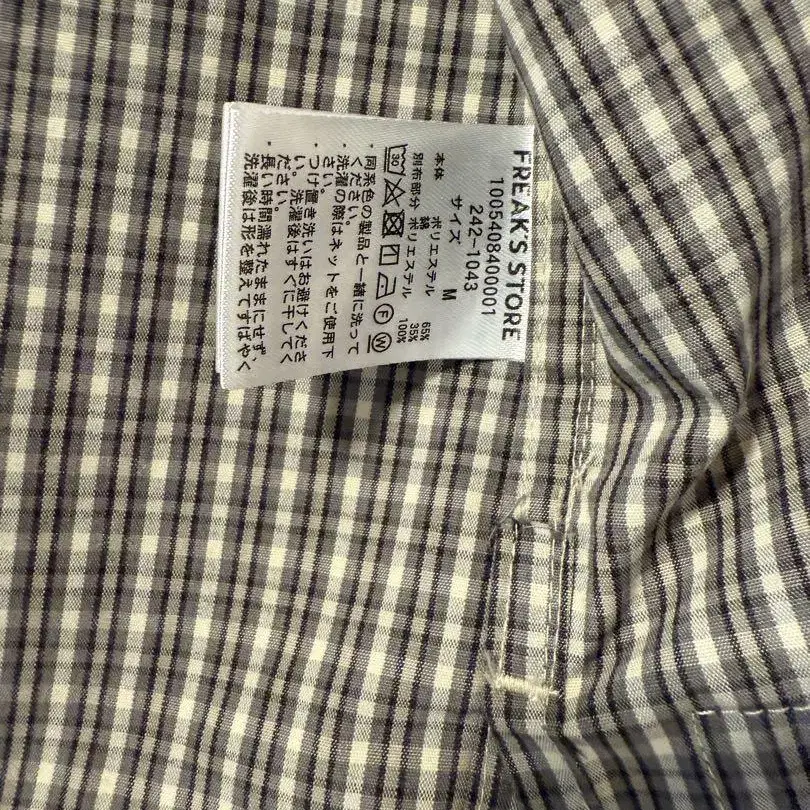 FREAK'S STORE
1005408400001
242-1043
サイズ M
本体 ポリエステル 65%
綿 35%
別布部分 ポリエステル 100%
30 F W
・同系色の製品と一緒に洗って
ください。
・洗濯の際はネットをご使用下
さい。
・つけ置き洗いはお避けくださ
い。洗濯後はすぐに干してく
ださい。
・長い時間濡れたままにせず、
洗濯後は形を整えてすばやく